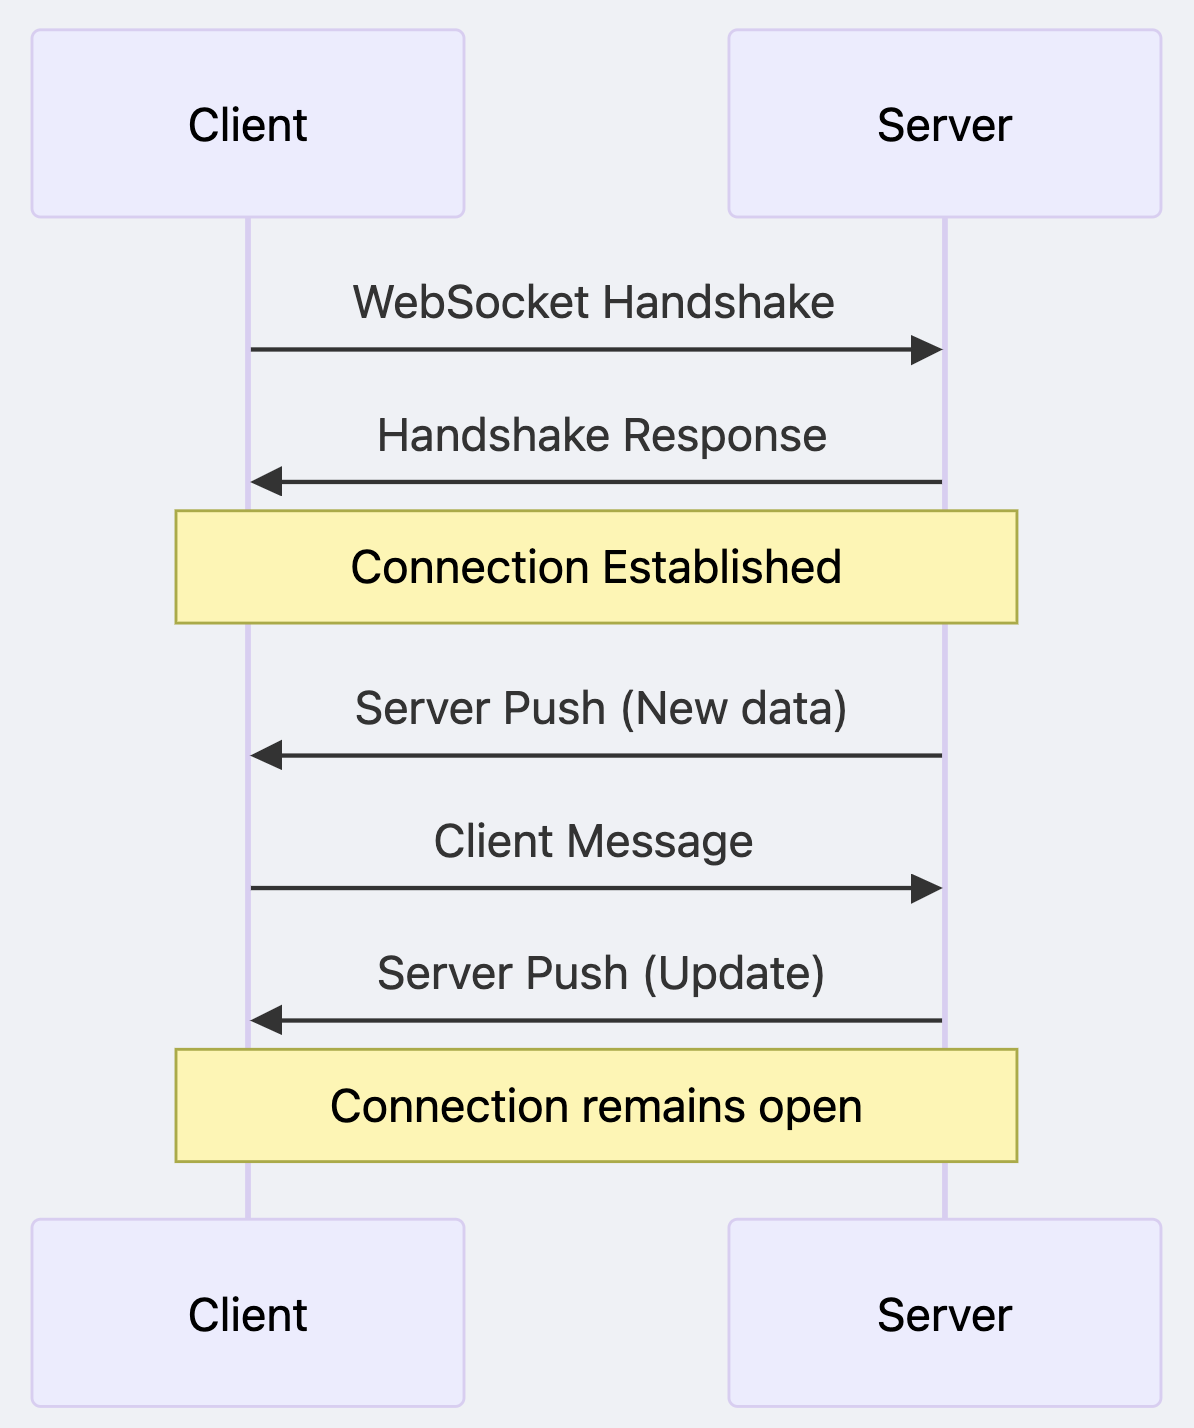 Client
Server
WebSocket Handshake
Handshake Response
Connection Established
Server Push (New data)
Client Message
Server Push (Update)
Connection remains open
Client
Server